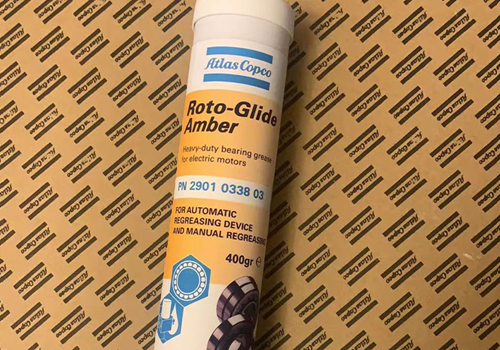 Atlas Copco
Roto-Glide
Amber
Heavy-duty bearing grease
for electric motors
PN 2901 0338 03
FOR AUTOMATIC
REGREASING DEVICE
AND MANUAL REGREASING
400gr ℮